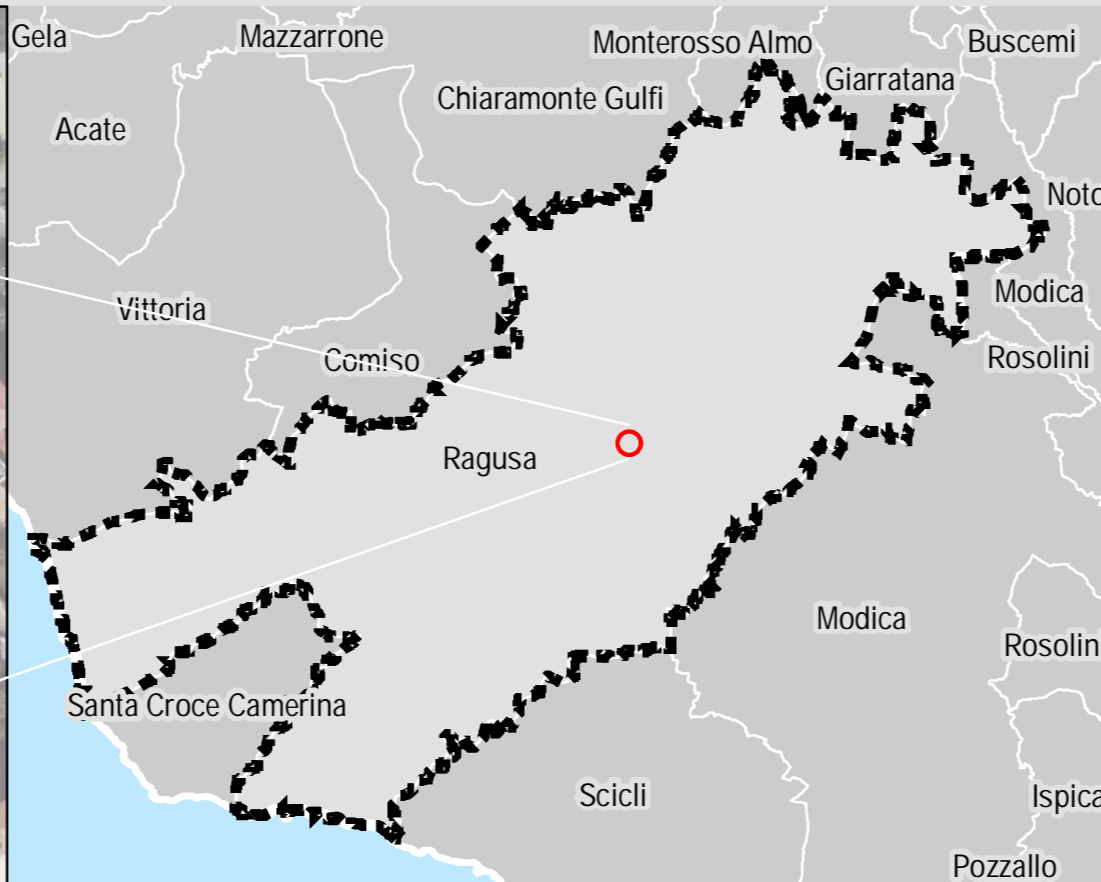 Gela
Mazzarrone
Monterosso Almo
Buscemi
Giarratana
Chiaramonte Gulfi
Acate
Noto
Modica
Vittoria
Rosolini
Comiso
Ragusa
Modica
Rosolin
Santa Croce Camerina
Scicli
Ispica
Pozzallo